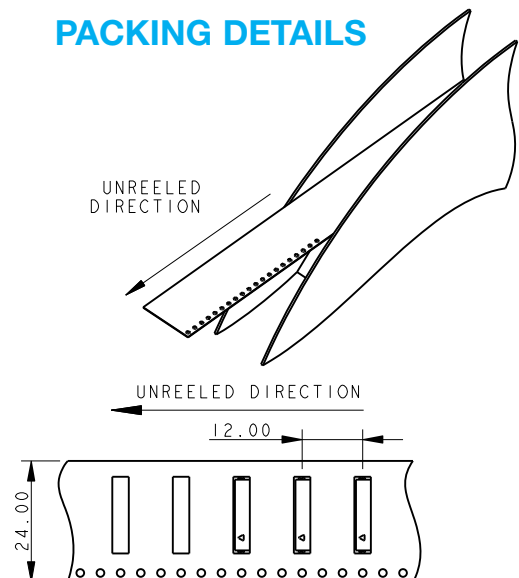 PACKING DETAILS
UNREELED
DIRECTION
UNREELED DIRECTION
12.00
24.00